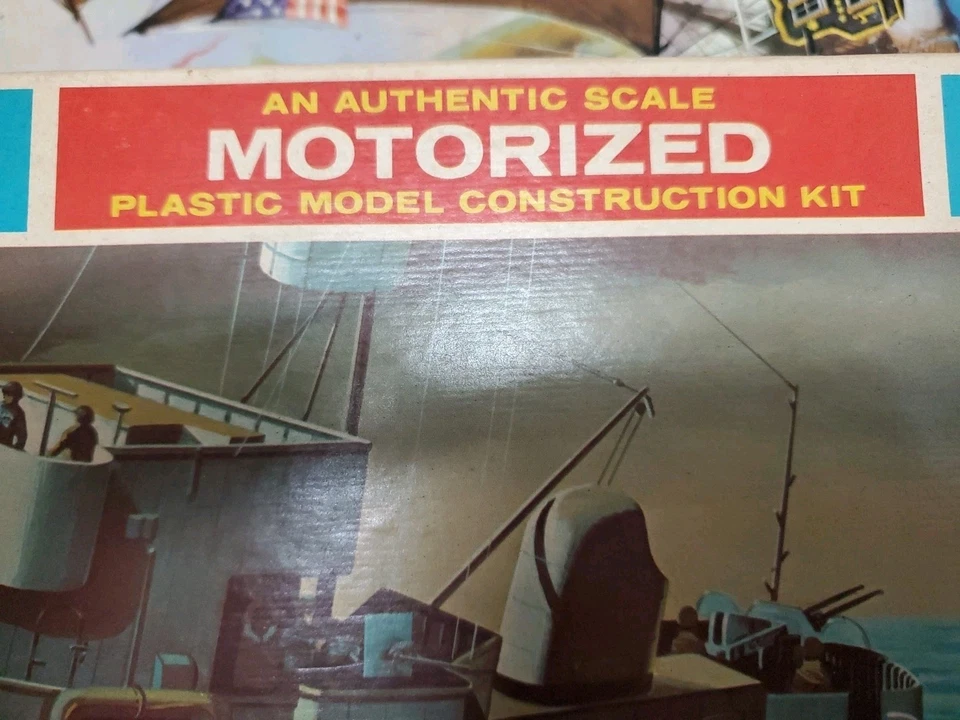 AN AUTHENTIC SCALE
MOTORIZED
PLASTIC MODEL CONSTRUCTION KIT